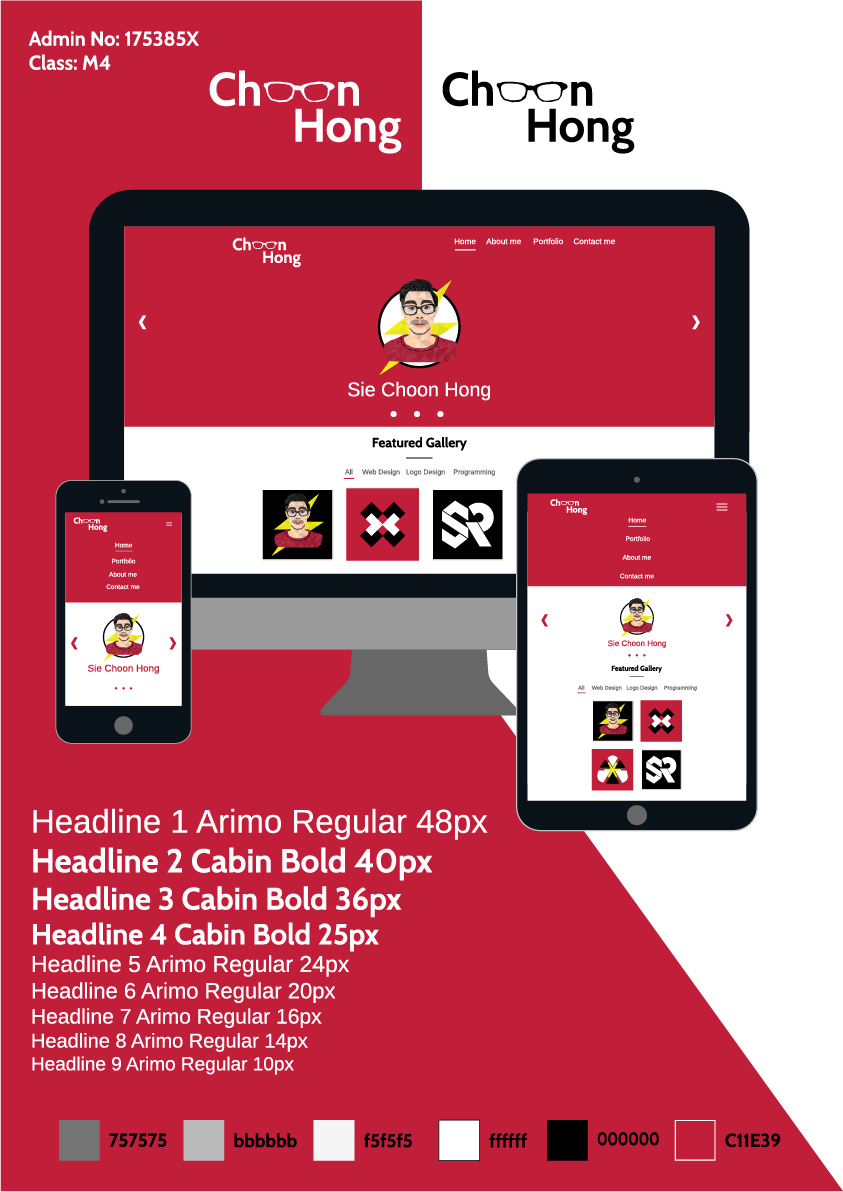 Admin No: 175385X
Class: M4
Choon
Hong
Choon
Hong
Choon
Hong
Home About me Portfolio Contact me
Sie Choon Hong
Featured Gallery
All Web Design Logo Design Programming
SR
Choon
Hong
Home
Portfolio
About me
Contact me
Sie Choon Hong
Choon
Hong
Home
Portfolio
About me
Contact me
Sie Choon Hong
Featured Gallery
All Web Design Logo Design Programming
SR
Headline 1 Arimo Regular 48px
Headline 2 Cabin Bold 40px
Headline 3 Cabin Bold 36px
Headline 4 Cabin Bold 25px
Headline 5 Arimo Regular 24px
Headline 6 Arimo Regular 20px
Headline 7 Arimo Regular 16px
Headline 8 Arimo Regular 14px
Headline 9 Arimo Regular 10px
757575 bbbbbb f5f5f5 ffffff 000000 C11E39